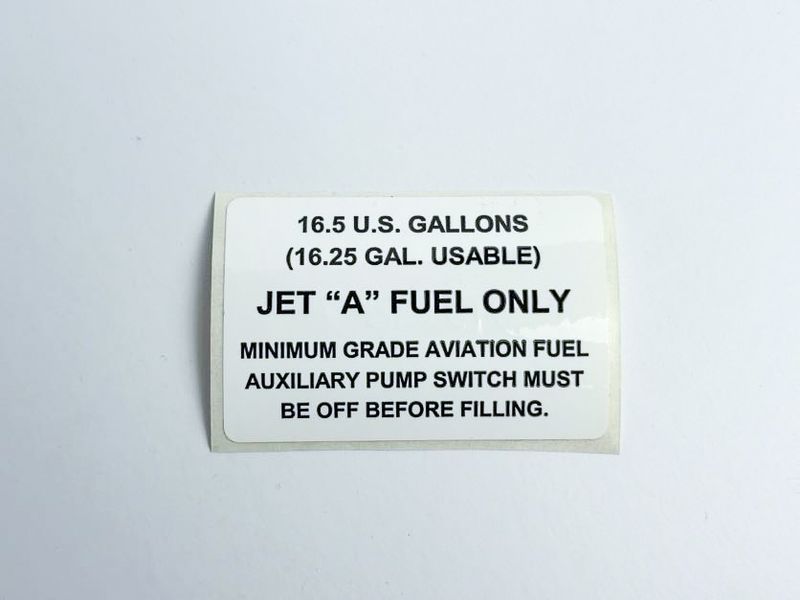 16.5 U.S. GALLONS
(16.25 GAL. USABLE)
JET “A” FUEL ONLY
MINIMUM GRADE AVIATION FUEL
AUXILIARY PUMP SWITCH MUST
BE OFF BEFORE FILLING.